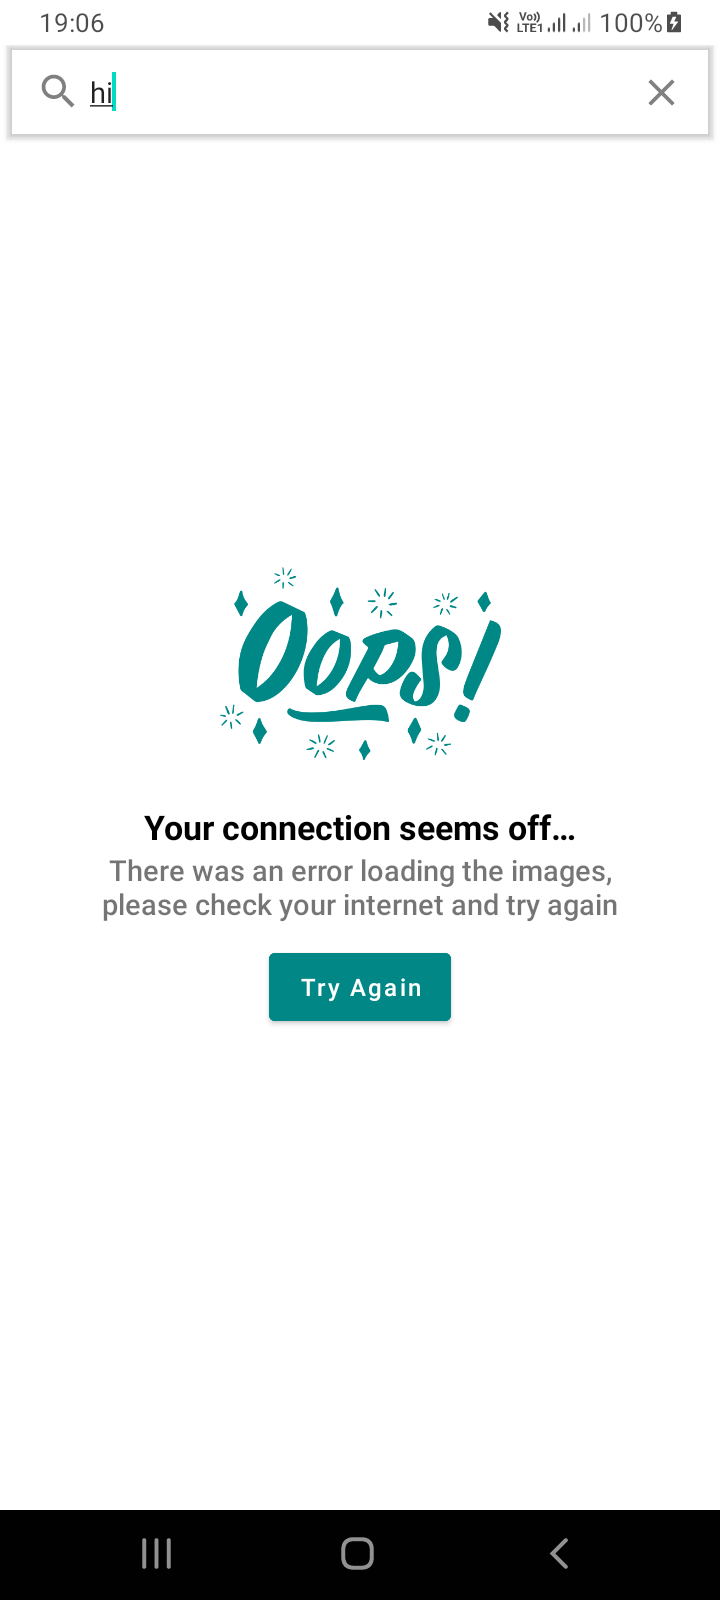 19:06
Vo))
LTE1
100%
hi
Oops!
Your connection seems off...
There was an error loading the images,
please check your internet and try again
Try Again